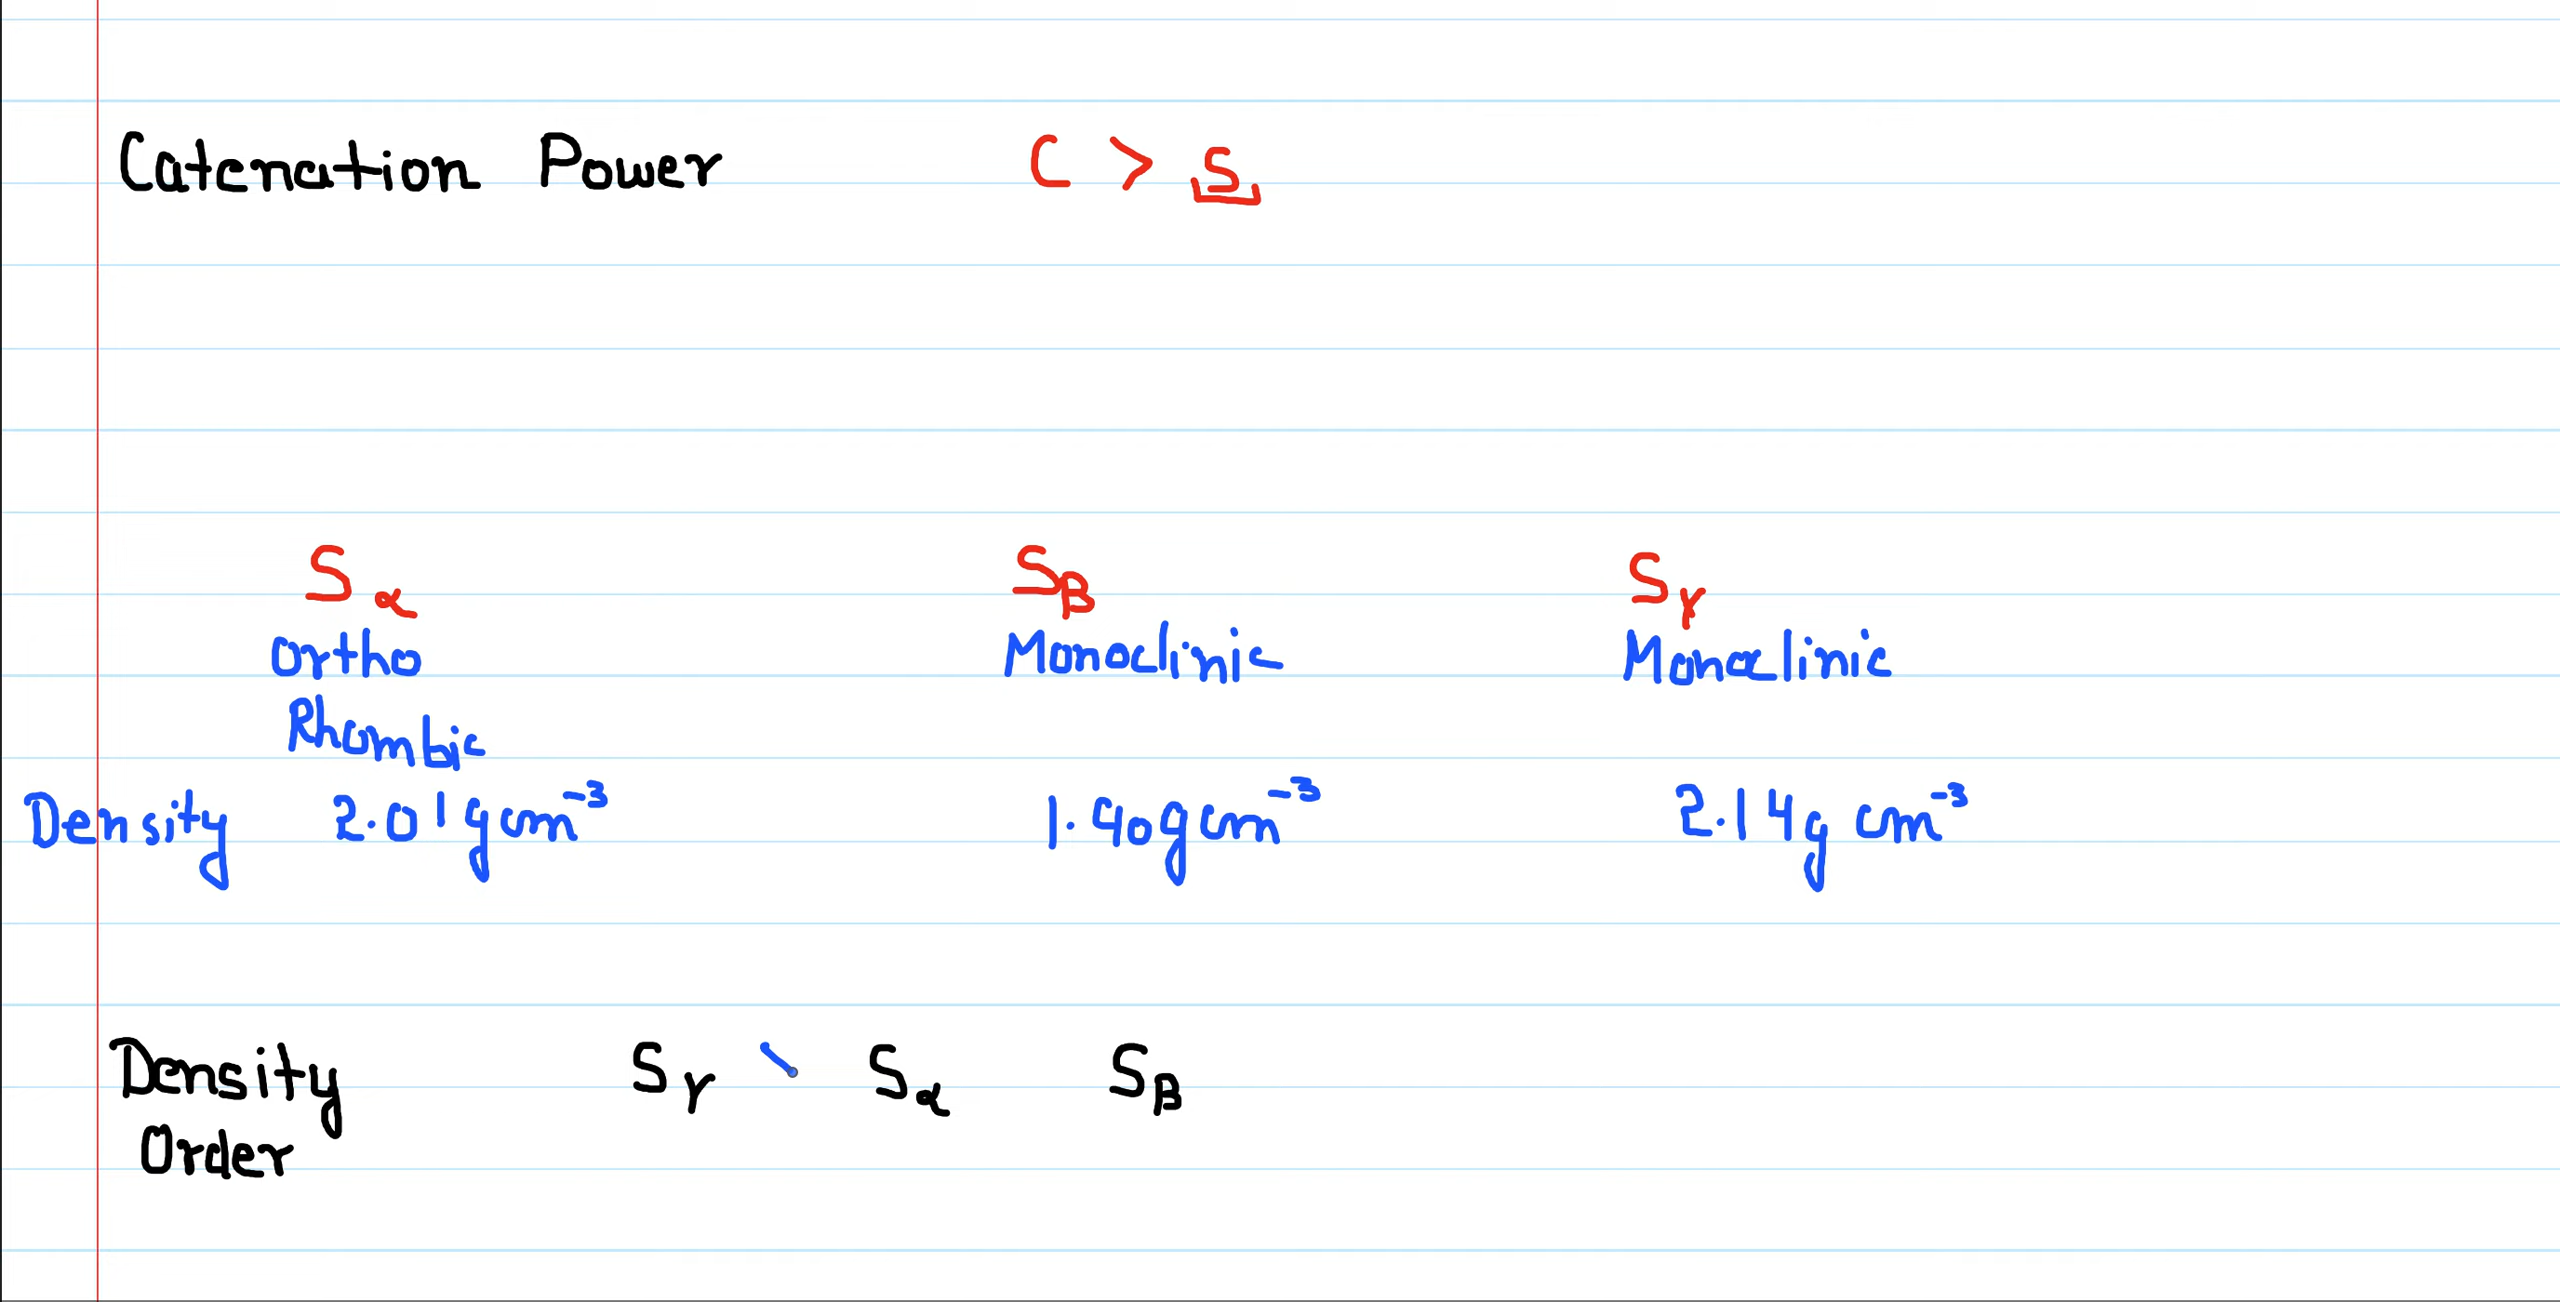 Catenation Power C > S
Sα Sβ Sγ
Ortho Monoclinic Monoclinic
Rhombic
Density 2.01 g cm⁻³ 1.90 g cm⁻³ 2.14 g cm⁻³
Density Sγ Sα Sβ
Order